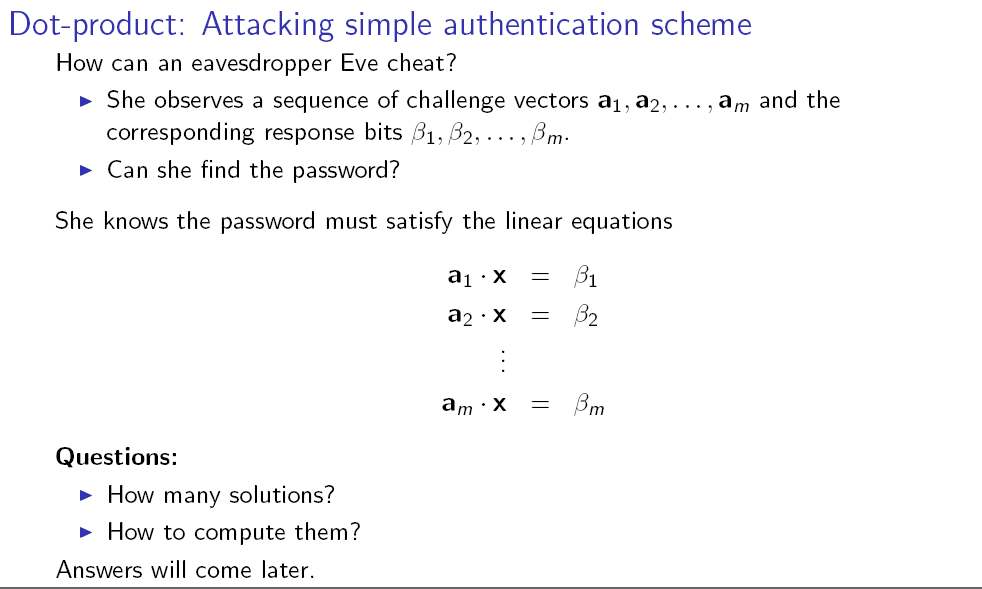 Dot-product: Attacking simple authentication scheme
How can an eavesdropper Eve cheat?
▶ She observes a sequence of challenge vectors a₁, a₂, . . . , aₘ and the
corresponding response bits β₁, β₂, . . . , βₘ.
▶ Can she find the password?
She knows the password must satisfy the linear equations
a₁ · x = β₁
a₂ · x = β₂
⋮
aₘ · x = βₘ
Questions:
▶ How many solutions?
▶ How to compute them?
Answers will come later.